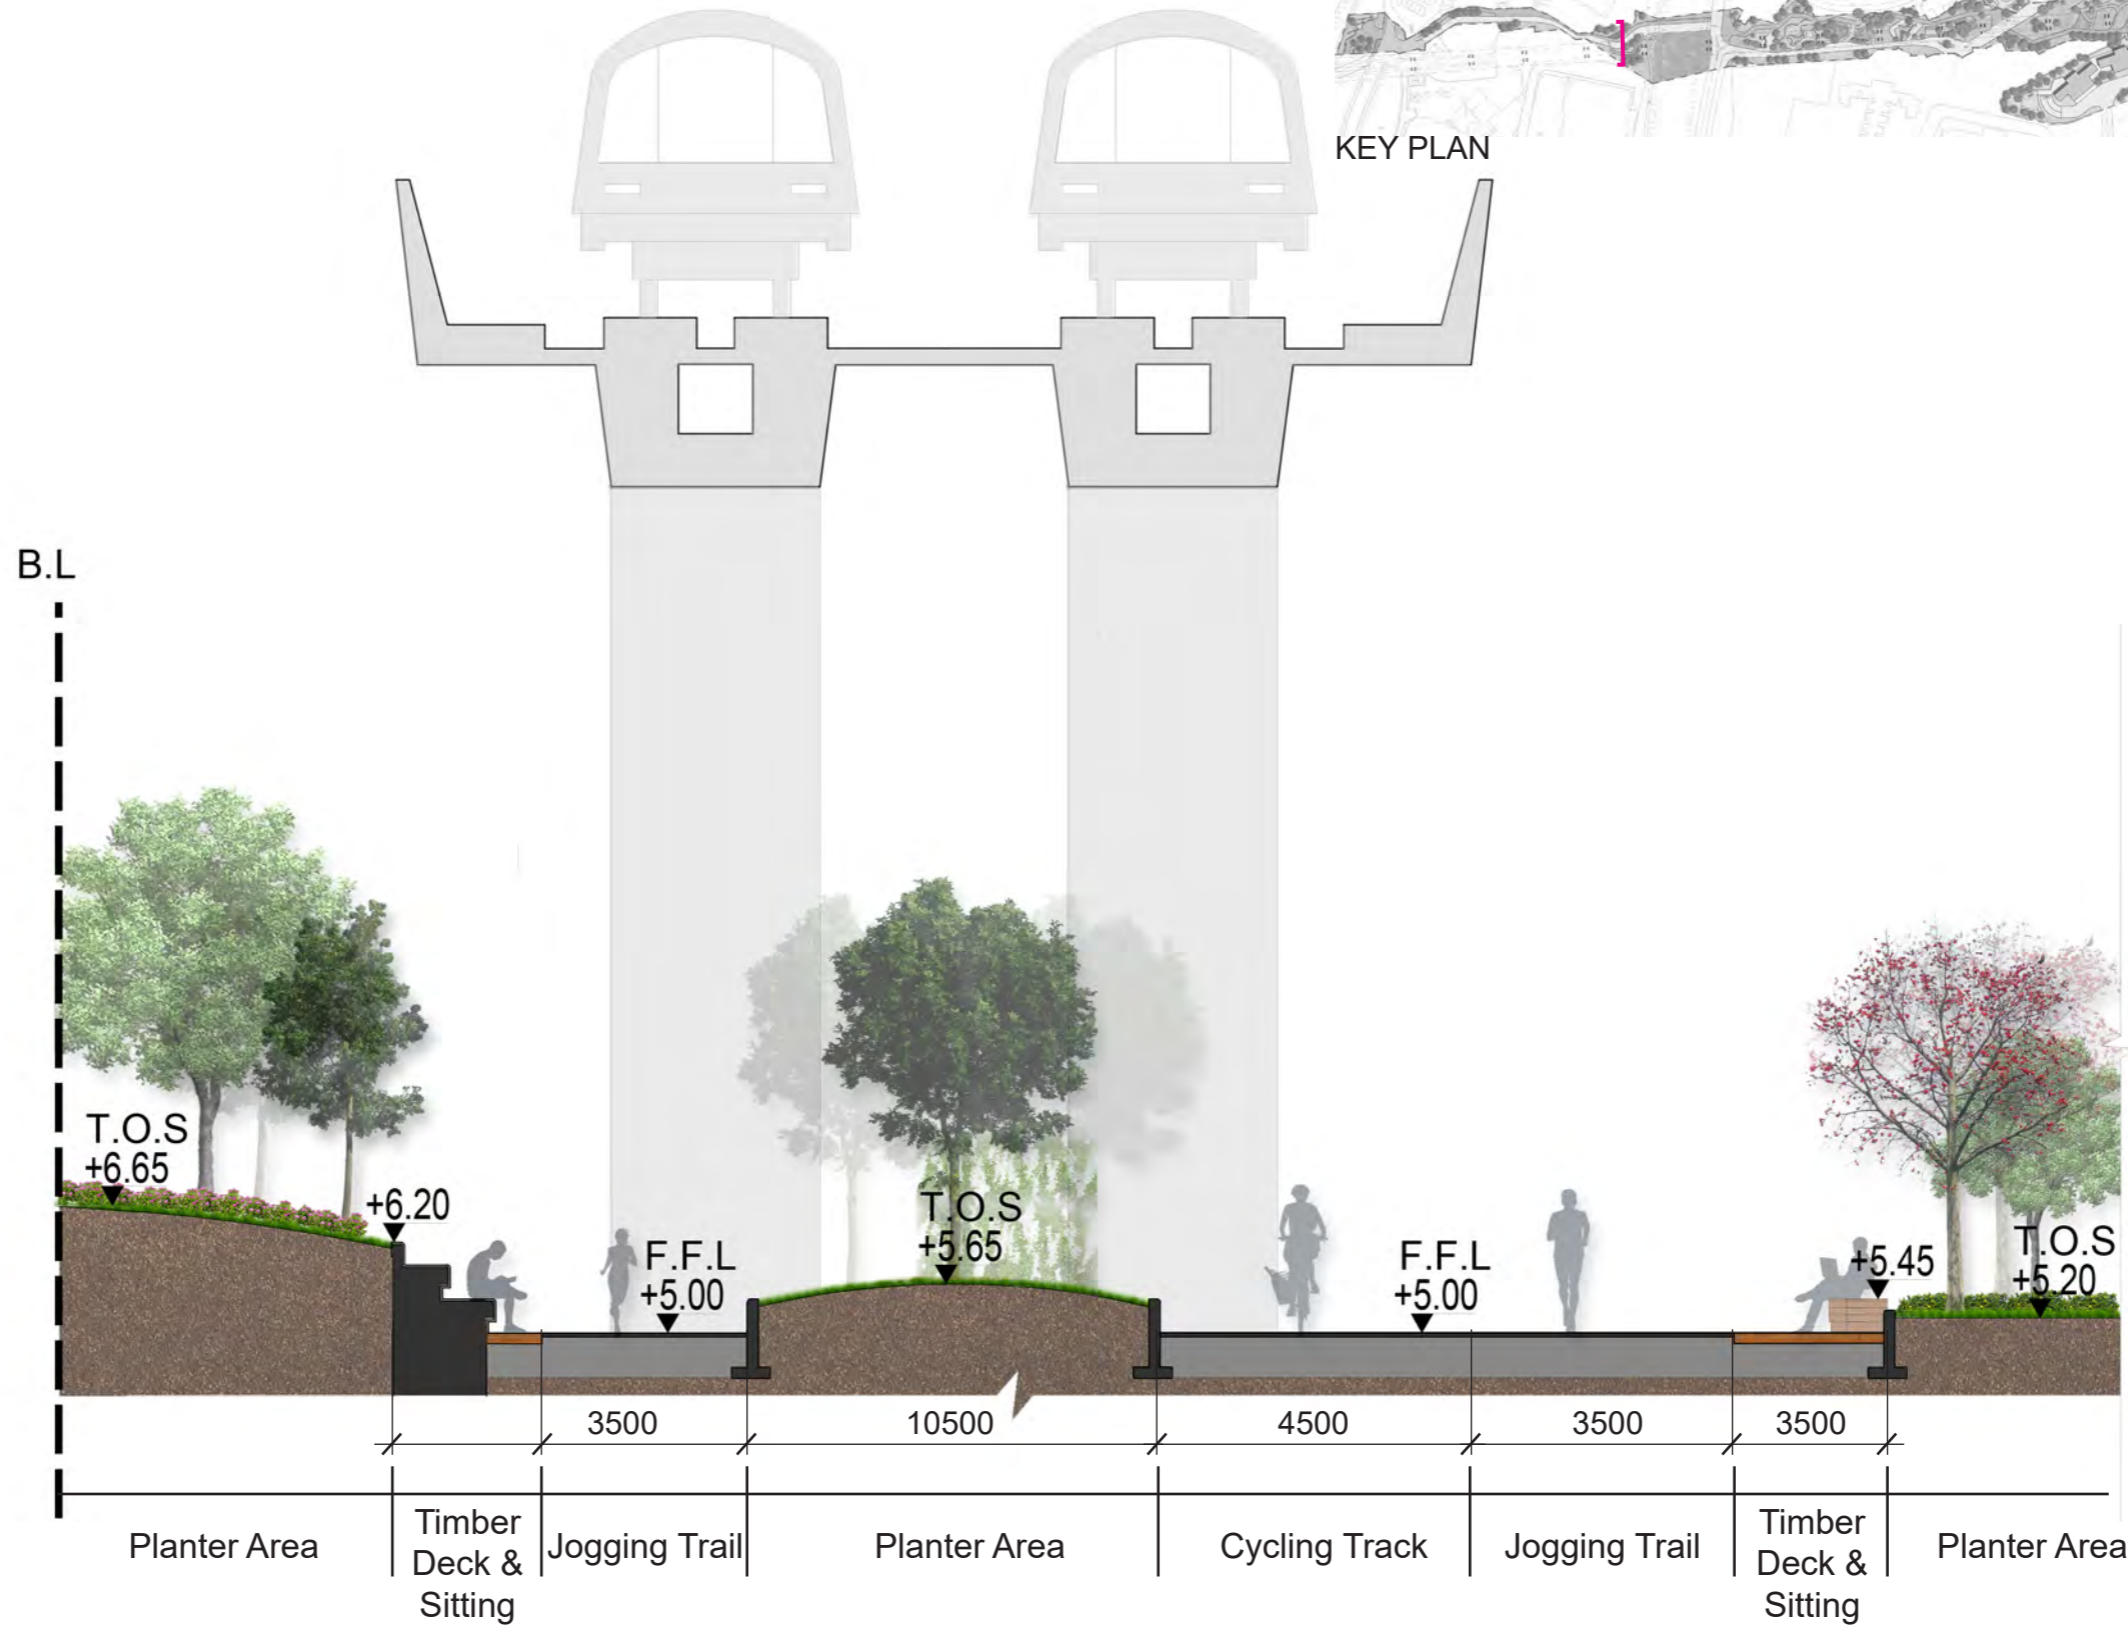 KEY PLAN
B.L
T.O.S
+6.65
+6.20
F.F.L
+5.00
T.O.S
+5.65
F.F.L
+5.00
+5.45
T.O.S
+5.20
3500
10500
4500
3500
3500
Planter Area
Timber
Deck &
Sitting
Jogging Trail
Planter Area
Cycling Track
Jogging Trail
Timber
Deck &
Sitting
Planter Area